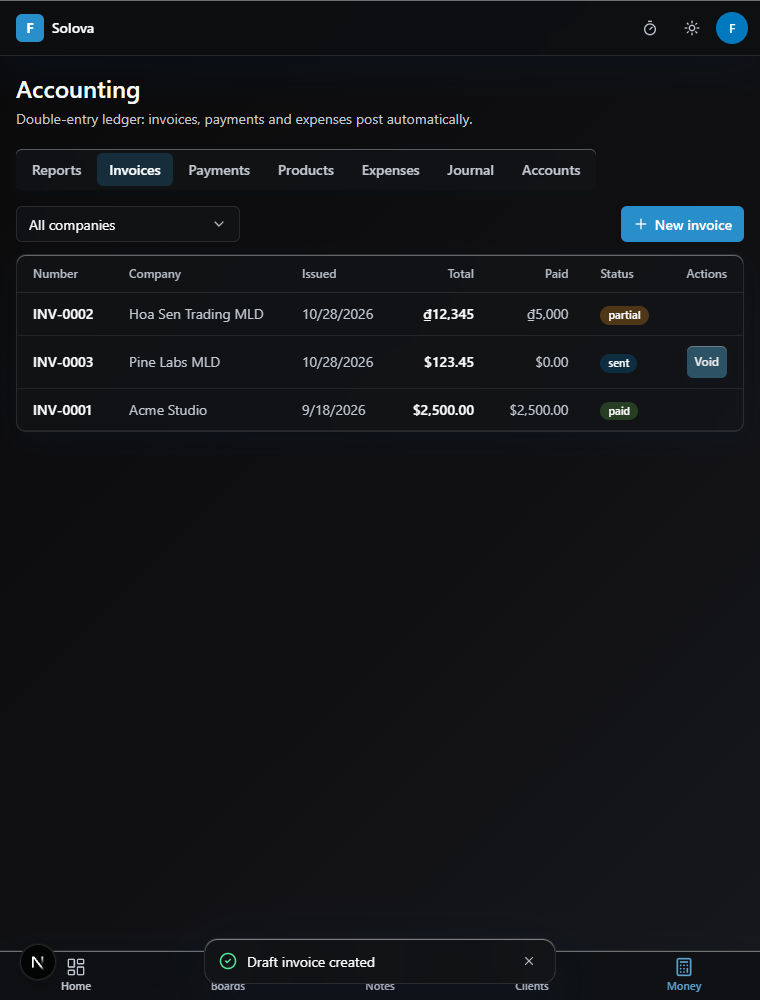 F Solova F
Accounting
Double-entry ledger: invoices, payments and expenses post automatically.
Reports Invoices Payments Products Expenses Journal Accounts
All companies + New invoice
Number Company Issued Total Paid Status Actions
INV-0002 Hoa Sen Trading MLD 10/28/2026 ₫12,345 ₫5,000 partial
INV-0003 Pine Labs MLD 10/28/2026 $123.45 $0.00 sent Void
INV-0001 Acme Studio 9/18/2026 $2,500.00 $2,500.00 paid
Draft invoice created
N Home Boards Notes Clients Money